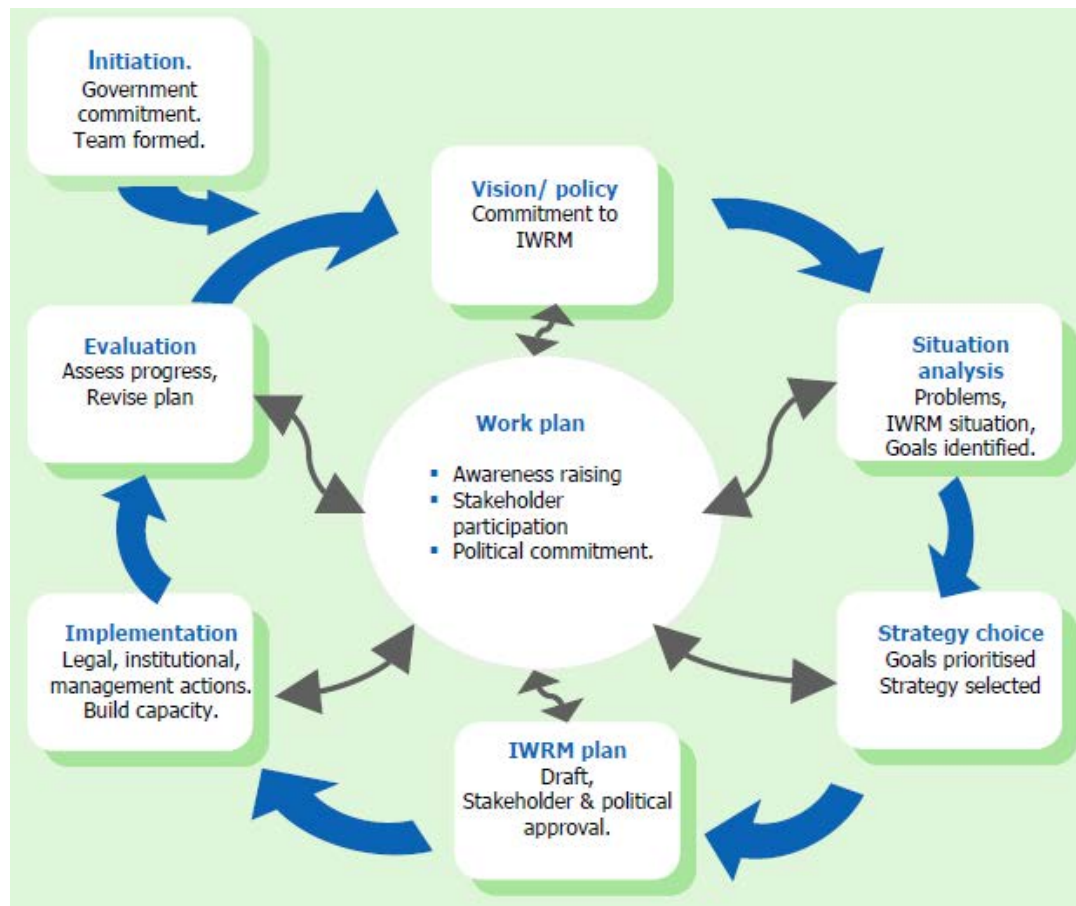 Initiation.
Government
commitment.
Team formed.
Vision/ policy
Commitment to
IWRM
Situation
analysis
Problems,
IWRM situation,
Goals identified.
Strategy choice
Goals prioritised
Strategy selected
IWRM plan
Draft,
Stakeholder & political
approval.
Implementation
Legal, institutional,
management actions.
Build capacity.
Evaluation
Assess progress,
Revise plan
Work plan
▪ Awareness raising
▪ Stakeholder
participation
▪ Political commitment.